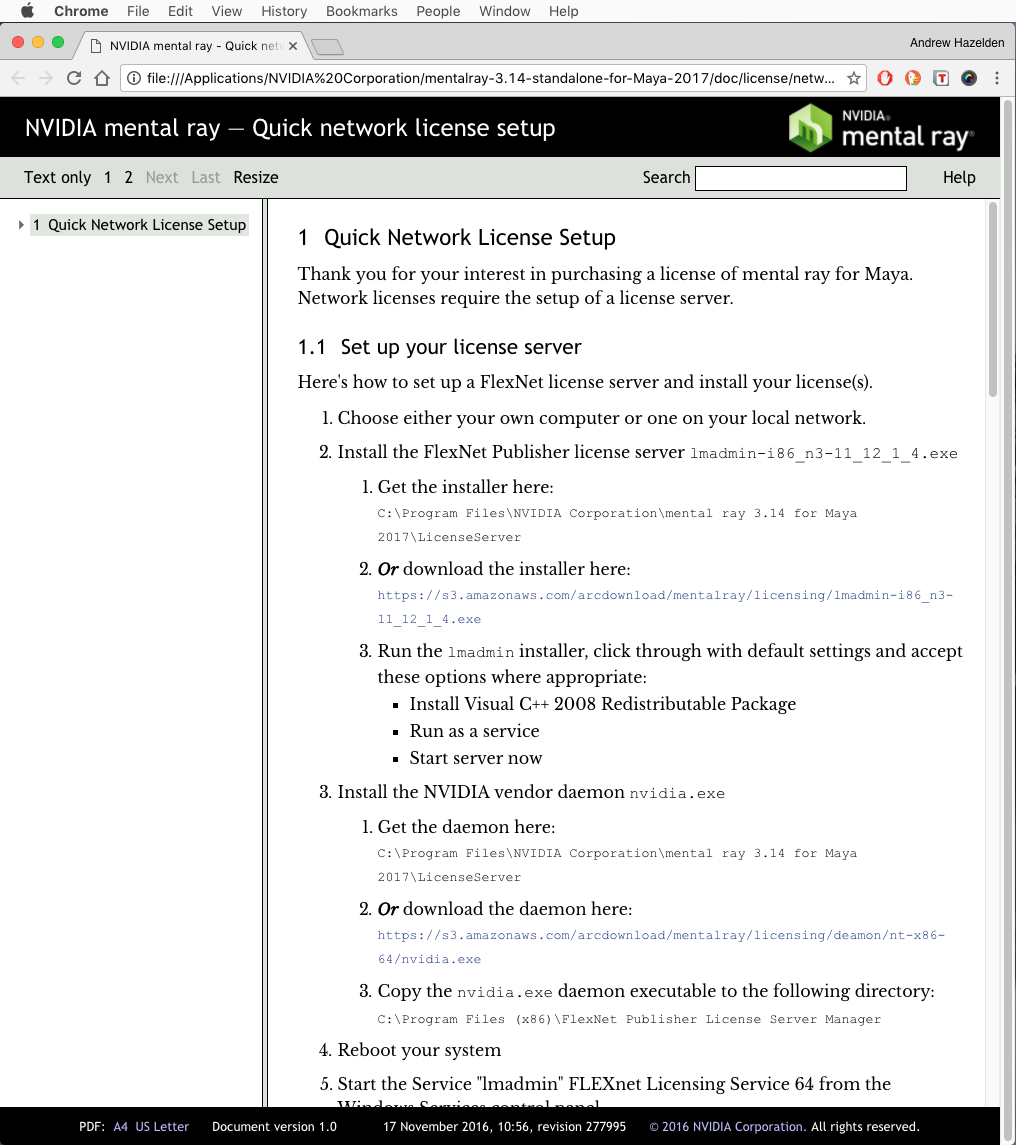 Chrome File Edit View History Bookmarks People Window Help
NVIDIA mental ray - Quick net
Andrew Hazelden
file:///Applications/NVIDIA%20Corporation/mentalray-3.14-standalone-for-Maya-2017/doc/license/netw...
NVIDIA mental ray — Quick network license setup
NVIDIA®
mental ray®
Text only 1 2 Next Last Resize Search Help
1 Quick Network License Setup
1 Quick Network License Setup
Thank you for your interest in purchasing a license of mental ray for Maya.
Network licenses require the setup of a license server.
1.1 Set up your license server
Here's how to set up a FlexNet license server and install your license(s).
1. Choose either your own computer or one on your local network.
2. Install the FlexNet Publisher license server lmadmin-i86_n3-11_12_1_4.exe
1. Get the installer here:
C:\Program Files\NVIDIA Corporation\mental ray 3.14 for Maya
2017\LicenseServer
2. Or download the installer here:
https://s3.amazonaws.com/arcdownload/mentalray/licensing/lmadmin-i86_n3-
11_12_1_4.exe
3. Run the lmadmin installer, click through with default settings and accept
these options where appropriate:
▪ Install Visual C++ 2008 Redistributable Package
▪ Run as a service
▪ Start server now
3. Install the NVIDIA vendor daemon nvidia.exe
1. Get the daemon here:
C:\Program Files\NVIDIA Corporation\mental ray 3.14 for Maya
2017\LicenseServer
2. Or download the daemon here:
https://s3.amazonaws.com/arcdownload/mentalray/licensing/deamon/nt-x86-
64/nvidia.exe
3. Copy the nvidia.exe daemon executable to the following directory:
C:\Program Files (x86)\FlexNet Publisher License Server Manager
4. Reboot your system
5. Start the Service "lmadmin" FLEXnet Licensing Service 64 from the
Windows Services control panel
PDF: A4 US Letter Document version 1.0 17 November 2016, 10:56, revision 277995 © 2016 NVIDIA Corporation. All rights reserved.